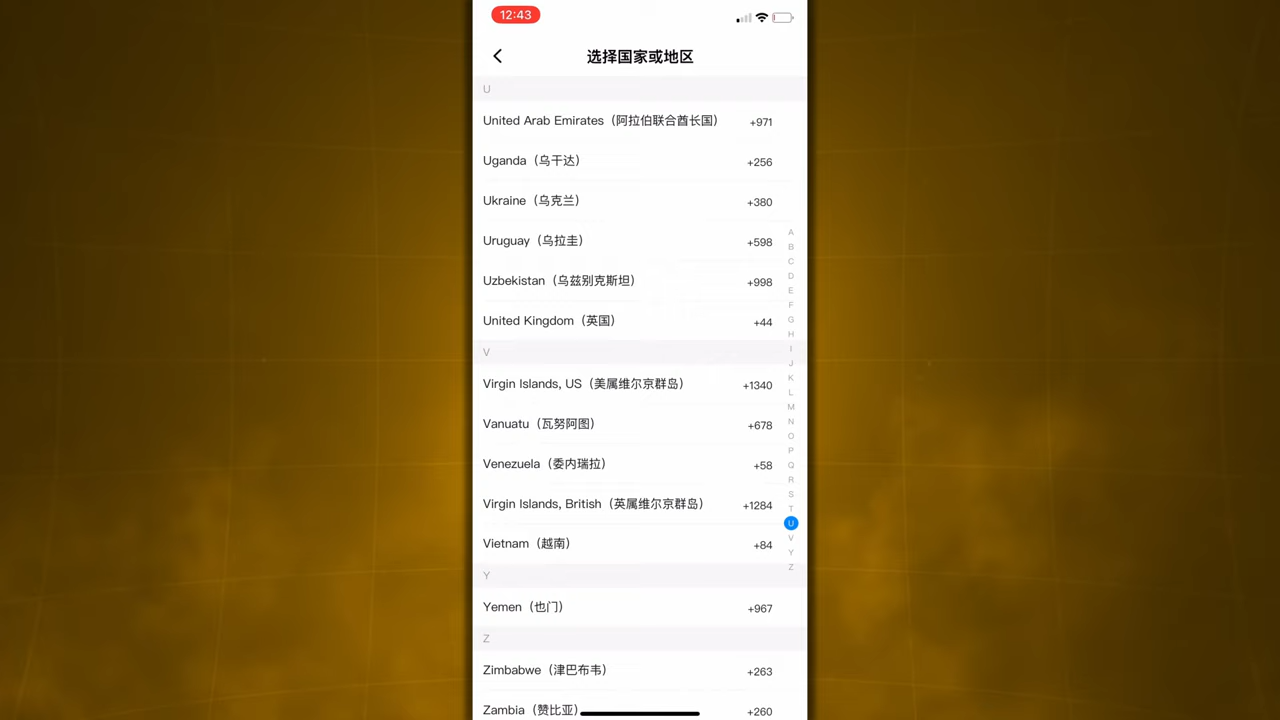 12:43
选择国家或地区
U
United Arab Emirates（阿拉伯联合酋长国） +971
Uganda（乌干达） +256
Ukraine（乌克兰） +380
Uruguay（乌拉圭） +598
Uzbekistan（乌兹别克斯坦） +998
United Kingdom（英国） +44
V
Virgin Islands, US（美属维尔京群岛） +1340
Vanuatu（瓦努阿图） +678
Venezuela（委内瑞拉） +58
Virgin Islands, British（英属维尔京群岛） +1284
Vietnam（越南） +84
Y
Yemen（也门） +967
Z
Zimbabwe（津巴布韦） +263
Zambia（赞比亚） +260
A
B
C
D
E
F
G
H
I
J
K
L
M
N
O
P
Q
R
S
T
U
V
Y
Z